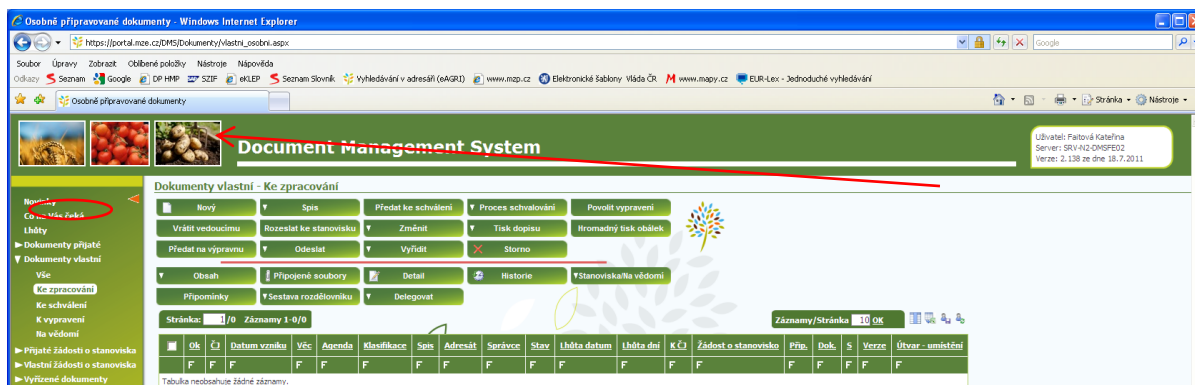 Osobně připravované dokumenty - Windows Internet Explorer
https://portal.mze.cz/DMS/Dokumenty/vlastni_osobni.aspx
Google
Soubor Úpravy Zobrazit Oblíbené položky Nástroje Nápověda
Odkazy Seznam Google DP HMP SZIF eKLEP Seznam Slovník Vyhledávání v adresáři (eAGRI) www.mzp.cz Elektronické šablony Vláda ČR www.mapy.cz EUR-Lex - Jednoduché vyhledávání
Osobně připravované dokumenty
Stránka Nástroje
Document Management System
Uživatel: Faitová Kateřina
Server: SRV-N2-DMSFE02
Verze: 2.138 ze dne 18.7.2011
Novinky
Co na Vás čeká
Lhůty
Dokumenty přijaté
Dokumenty vlastní
Vše
Ke zpracování
Ke schválení
K vypravení
Na vědomí
Přijaté žádosti o stanoviska
Vlastní žádosti o stanoviska
Vyřízené dokumenty
Dokumenty vlastní - Ke zpracování
Nový Spis Předat ke schválení Proces schvalování Povolit vypravení
Vrátit vedoucímu Rozeslat ke stanovisku Změnit Tisk dopisu Hromadný tisk obálek
Předat na výpravnu Odeslat Vyřídit Storno
Obsah Připojené soubory Detail Historie Stanoviska/Na vědomí
Připomínky Sestava rozdělovníku Delegovat
Stránka: 1 /0 Záznamy 1-0/0 Záznamy/Stránka 10 OK
Ok ČJ Datum vzniku Věc Agenda Klasifikace Spis Adresát Správce Stav Lhůta datum Lhůta dní K ČJ Žádost o stanovisko Příp. Dok. S Verze Útvar - umístění
F F F F F F F F F F F F F F F F F F F
Tabulka neobsahuje žádné záznamy.